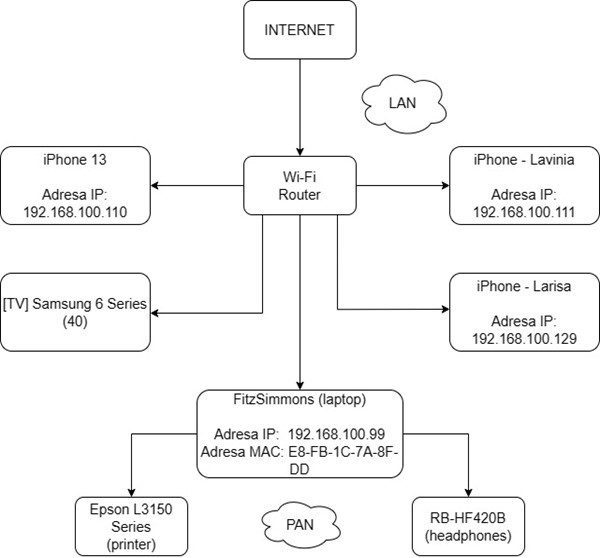 INTERNET
LAN
iPhone 13
Adresa IP:
192.168.100.110
Wi-Fi
Router
iPhone - Lavinia
Adresa IP:
192.168.100.111
[TV] Samsung 6 Series
(40)
iPhone - Larisa
Adresa IP:
192.168.100.129
FitzSimmons (laptop)
Adresa IP: 192.168.100.99
Adresa MAC: E8-FB-1C-7A-8F-
DD
Epson L3150
Series
(printer)
PAN
RB-HF420B
(headphones)